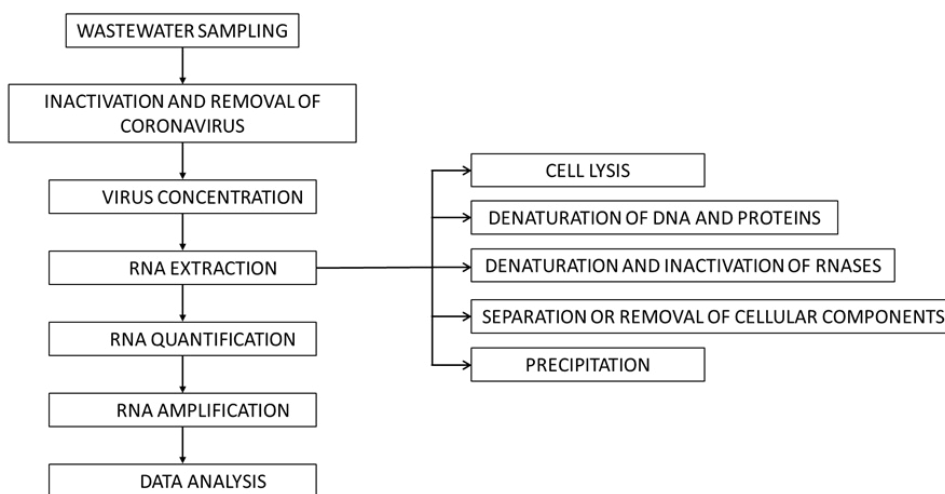 WASTEWATER SAMPLING
INACTIVATION AND REMOVAL OF
CORONAVIRUS
VIRUS CONCENTRATION
RNA EXTRACTION
RNA QUANTIFICATION
RNA AMPLIFICATION
DATA ANALYSIS
CELL LYSIS
DENATURATION OF DNA AND PROTEINS
DENATURATION AND INACTIVATION OF RNASES
SEPARATION OR REMOVAL OF CELLULAR COMPONENTS
PRECIPITATION